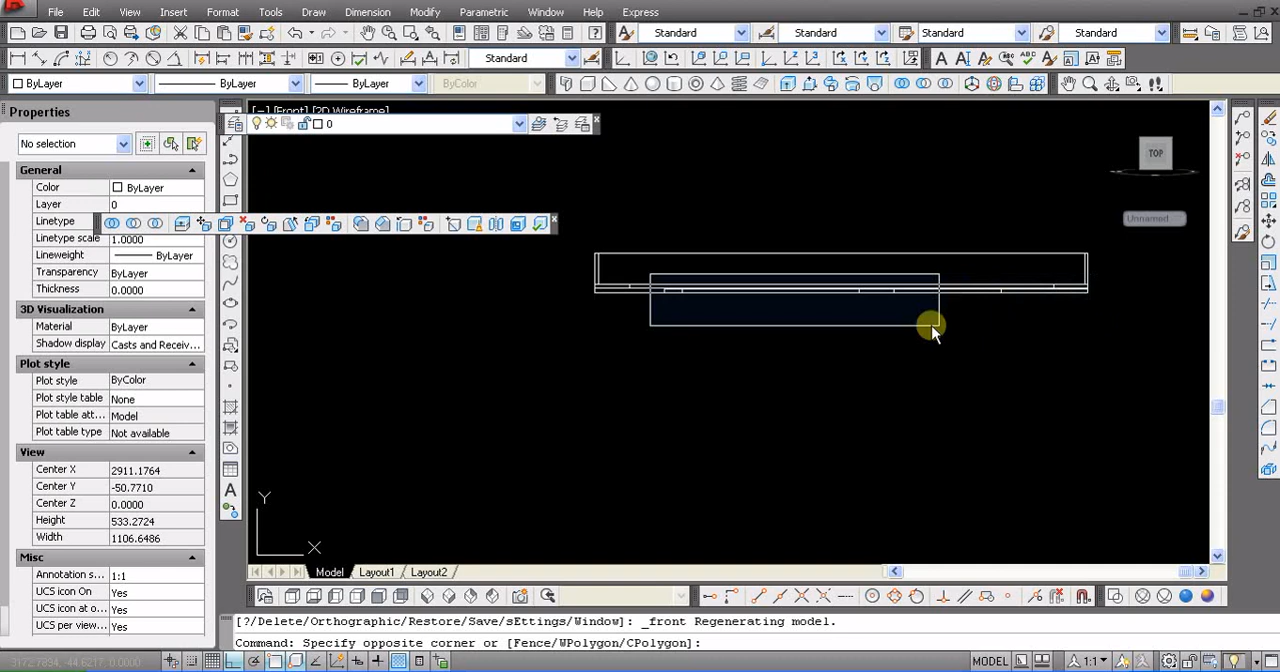 File Edit View Insert Format Tools Draw Dimension Modify Parametric Window Help Express
Standard Standard Standard Standard
Standard
ByLayer ByLayer ByLayer ByColor
Properties
[−] [Front] [2D Wireframe]
0
No selection
TOP
General
Color ByLayer
Layer 0
Linetype
Unnamed
Linetype scale 1.0000
Lineweight ByLayer
Transparency ByLayer
Thickness 0.0000
3D Visualization
Material ByLayer
Shadow display Casts and Receiv...
Plot style
Plot style ByColor
Plot style table None
Plot table att... Model
Plot table type Not available
View
Center X 2911.1764
Center Y -50.7710
Center Z 0.0000
Height 533.2724
Width 1106.6486
Y
X
Misc
Annotation s... 1:1
UCS icon On Yes
UCS icon at o... Yes
UCS per view... Yes
Model Layout1 Layout2
[?/Delete/Orthographic/Restore/Save/sEttings/Window]: _front Regenerating model.
Command: Specify opposite corner or [Fence/WPolygon/CPolygon]:
MODEL 1:1